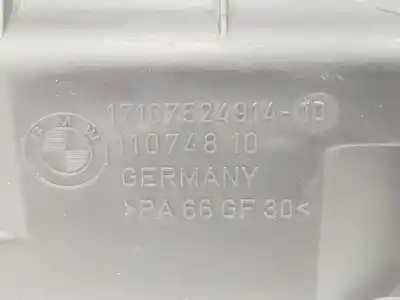 17107524914-10
11074810
BMW
GERMANY
>PA 66 GF 30<